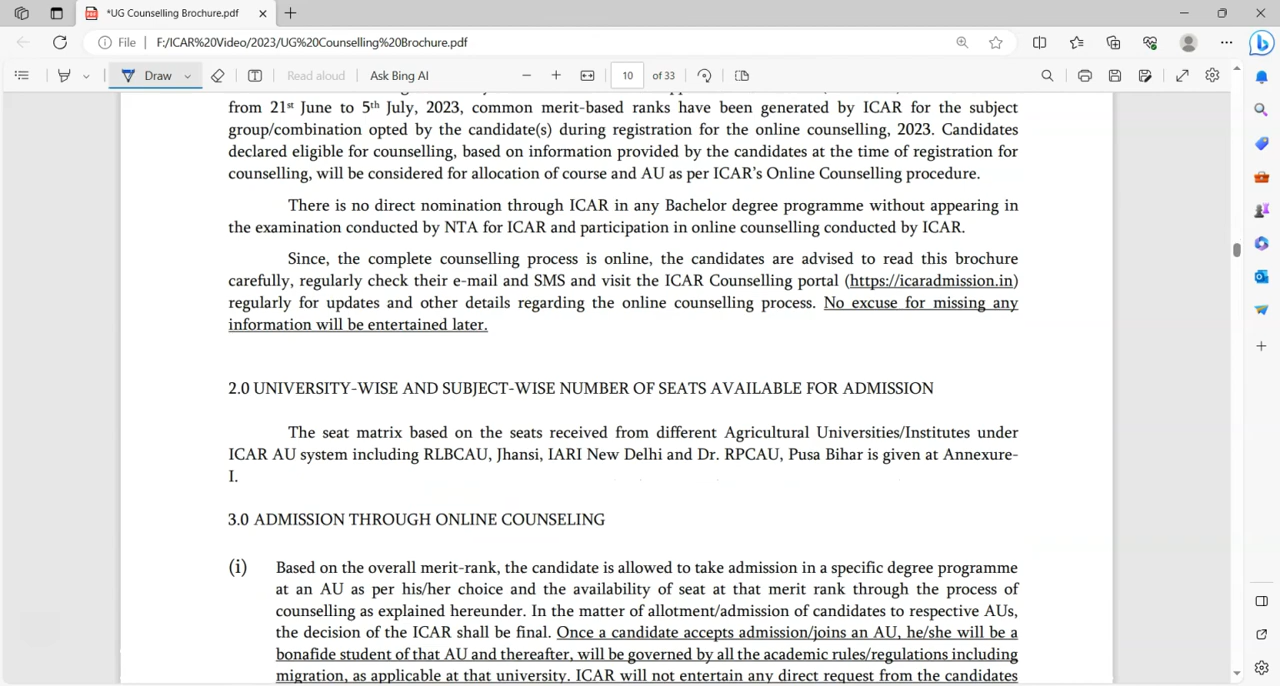 *UG Counselling Brochure.pdf
File F:/ICAR%20Video/2023/UG%20Counselling%20Brochure.pdf
Draw Read aloud Ask Bing AI 10 of 33
from 21st June to 5th July, 2023, common merit-based ranks have been generated by ICAR for the subject
group/combination opted by the candidate(s) during registration for the online counselling, 2023. Candidates
declared eligible for counselling, based on information provided by the candidates at the time of registration for
counselling, will be considered for allocation of course and AU as per ICAR's Online Counselling procedure.
There is no direct nomination through ICAR in any Bachelor degree programme without appearing in
the examination conducted by NTA for ICAR and participation in online counselling conducted by ICAR.
Since, the complete counselling process is online, the candidates are advised to read this brochure
carefully, regularly check their e-mail and SMS and visit the ICAR Counselling portal (https://icaradmission.in)
regularly for updates and other details regarding the online counselling process. No excuse for missing any
information will be entertained later.
2.0 UNIVERSITY-WISE AND SUBJECT-WISE NUMBER OF SEATS AVAILABLE FOR ADMISSION
The seat matrix based on the seats received from different Agricultural Universities/Institutes under
ICAR AU system including RLBCAU, Jhansi, IARI New Delhi and Dr. RPCAU, Pusa Bihar is given at Annexure-
I.
3.0 ADMISSION THROUGH ONLINE COUNSELING
(i) Based on the overall merit-rank, the candidate is allowed to take admission in a specific degree programme
at an AU as per his/her choice and the availability of seat at that merit rank through the process of
counselling as explained hereunder. In the matter of allotment/admission of candidates to respective AUs,
the decision of the ICAR shall be final. Once a candidate accepts admission/joins an AU, he/she will be a
bonafide student of that AU and thereafter, will be governed by all the academic rules/regulations including
migration, as applicable at that university. ICAR will not entertain any direct request from the candidates